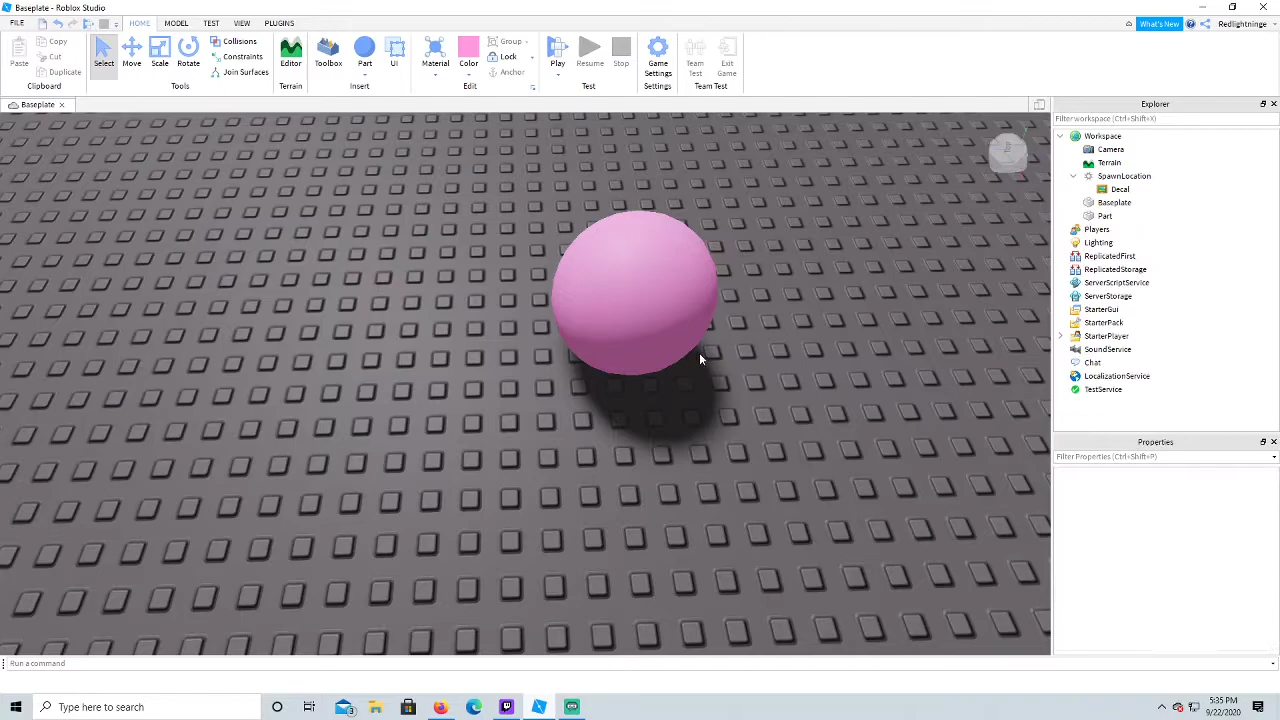 Baseplate - Roblox Studio
FILE HOME MODEL TEST VIEW PLUGINS What's New Redlightninge
Paste Copy Cut Duplicate Select Move Scale Rotate Collisions Constraints Join Surfaces Editor Toolbox Part UI Material Color Group Lock Anchor Play Resume Stop Game Settings Team Test Exit Game
Clipboard Tools Terrain Insert Edit Test Settings Team Test
Baseplate
Explorer
Filter workspace (Ctrl+Shift+X)
Workspace
Camera
Terrain
SpawnLocation
Decal
Baseplate
Part
Players
Lighting
ReplicatedFirst
ReplicatedStorage
ServerScriptService
ServerStorage
StarterGui
StarterPack
StarterPlayer
SoundService
Chat
LocalizationService
TestService
Properties
Filter Properties (Ctrl+Shift+P)
Run a command
Type here to search
3
5:35 PM
9/22/2020